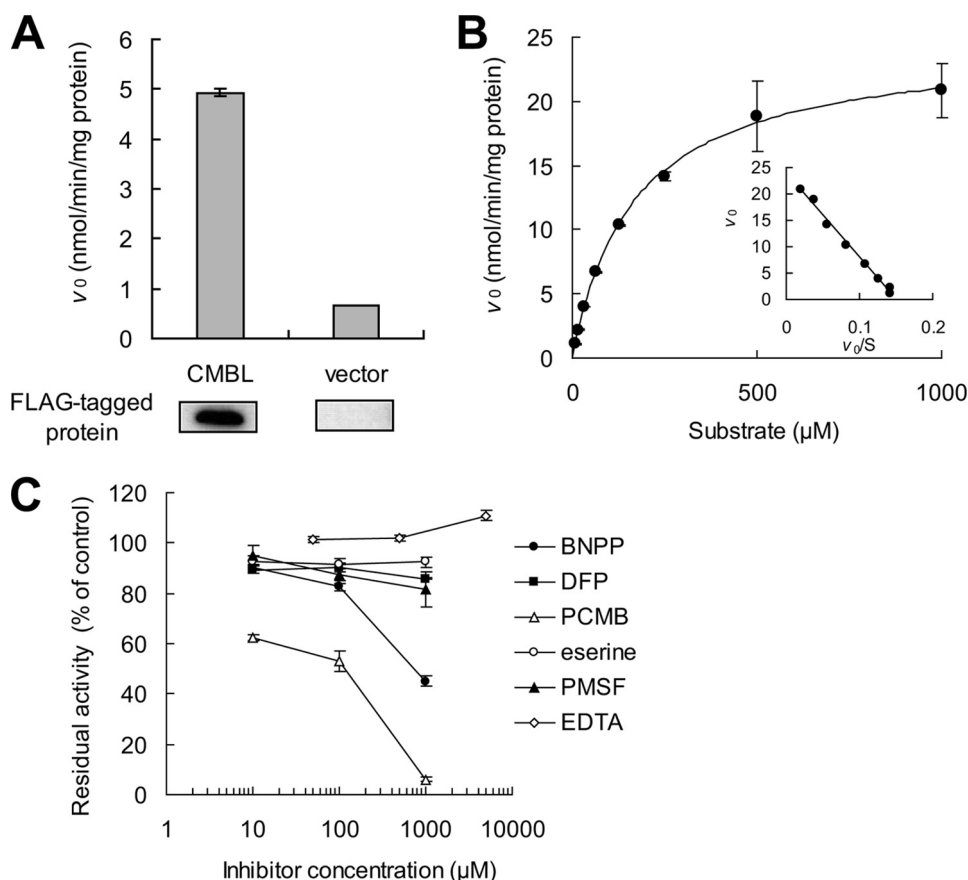 A
v0 (nmol/min/mg protein)
6
5
4
3
2
1
0
CMBL vector
FLAG-tagged
protein
B
v0 (nmol/min/mg protein)
25
20
15
10
5
0
0 500 1000
Substrate (μM)
v0
25
20
15
10
5
0
0 0.1 0.2
v0/S
C
Residual activity (% of control)
120
100
80
60
40
20
0
1 10 100 1000 10000
Inhibitor concentration (μM)
BNPP
DFP
PCMB
eserine
PMSF
EDTA